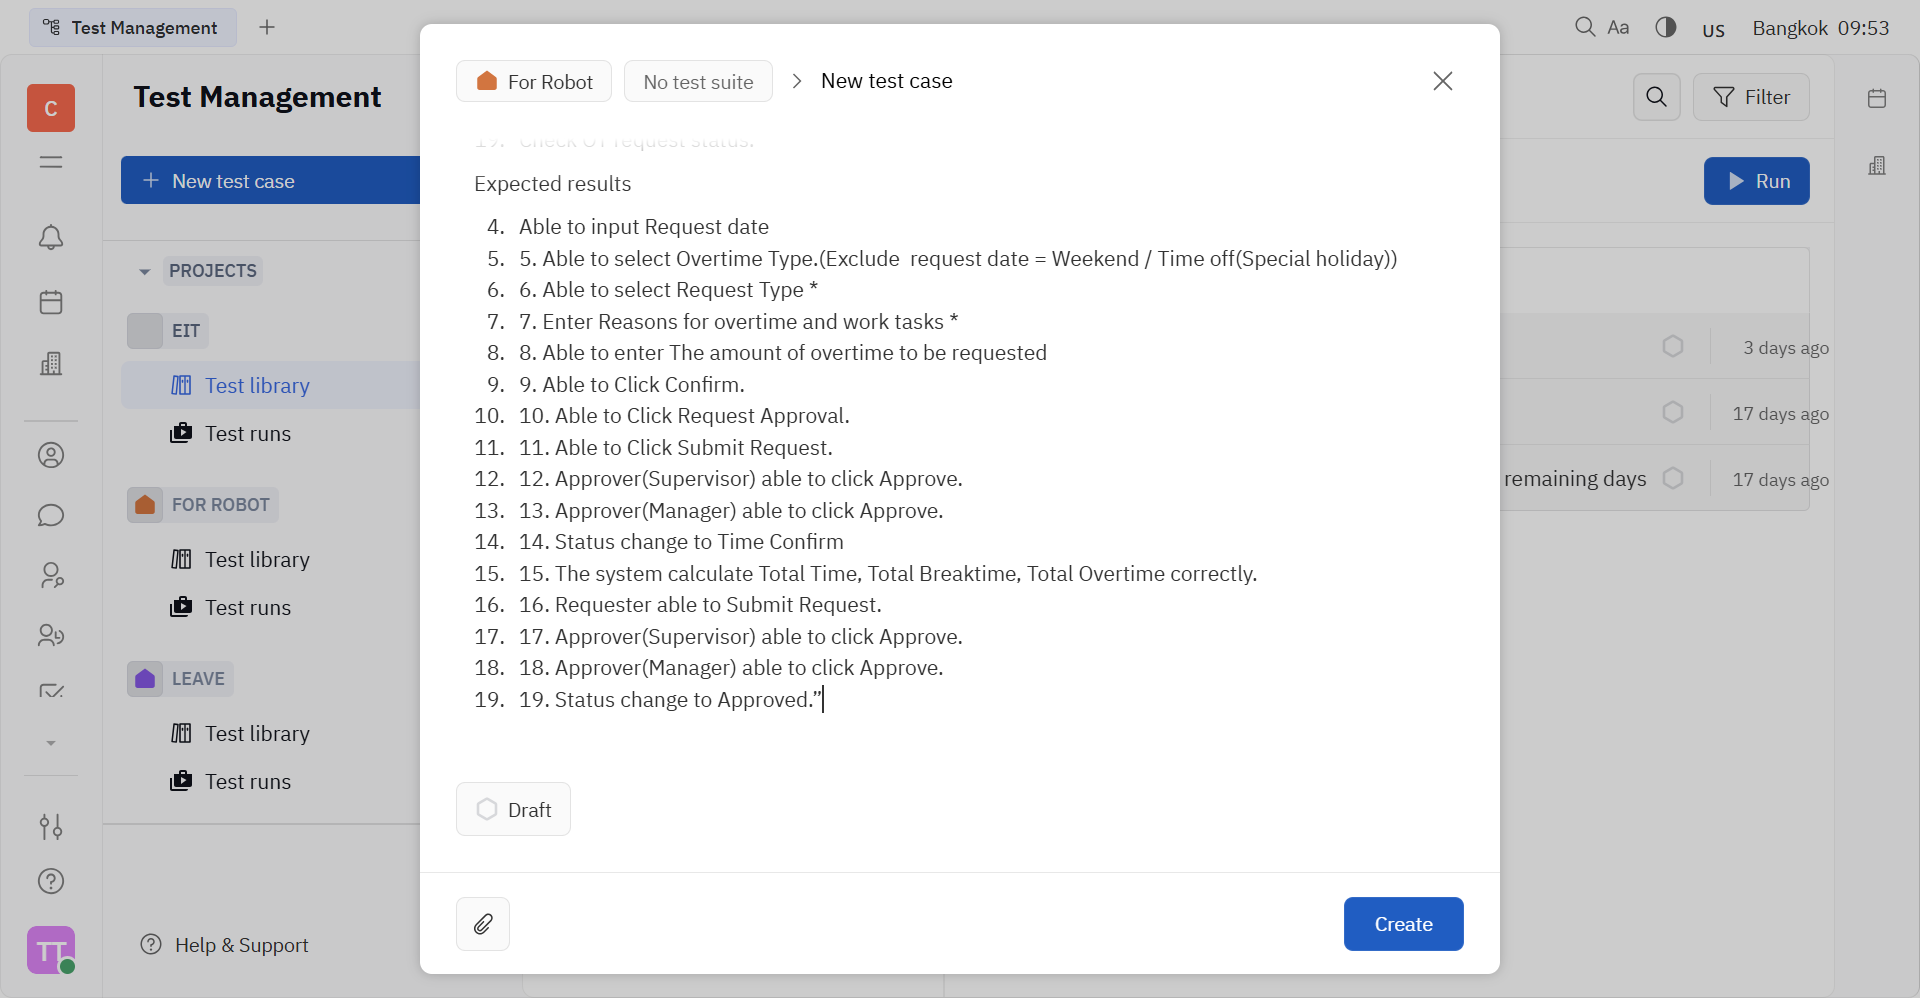 Test Management
Aa
US
Bangkok 09:53
C
Test Management
New test case
PROJECTS
EIT
Test library
Test runs
FOR ROBOT
Test library
Test runs
LEAVE
Test library
Test runs
Help & Support
TT
For Robot
No test suite
New test case
19. Check OT request status.
Expected results
4. Able to input Request date
5. 5. Able to select Overtime Type.(Exclude request date = Weekend / Time off(Special holiday))
6. 6. Able to select Request Type *
7. 7. Enter Reasons for overtime and work tasks *
8. 8. Able to enter The amount of overtime to be requested
9. 9. Able to Click Confirm.
10. 10. Able to Click Request Approval.
11. 11. Able to Click Submit Request.
12. 12. Approver(Supervisor) able to click Approve.
13. 13. Approver(Manager) able to click Approve.
14. 14. Status change to Time Confirm
15. 15. The system calculate Total Time, Total Breaktime, Total Overtime correctly.
16. 16. Requester able to Submit Request.
17. 17. Approver(Supervisor) able to click Approve.
18. 18. Approver(Manager) able to click Approve.
19. 19. Status change to Approved.”
Draft
Create
Filter
Run
3 days ago
17 days ago
remaining days
17 days ago